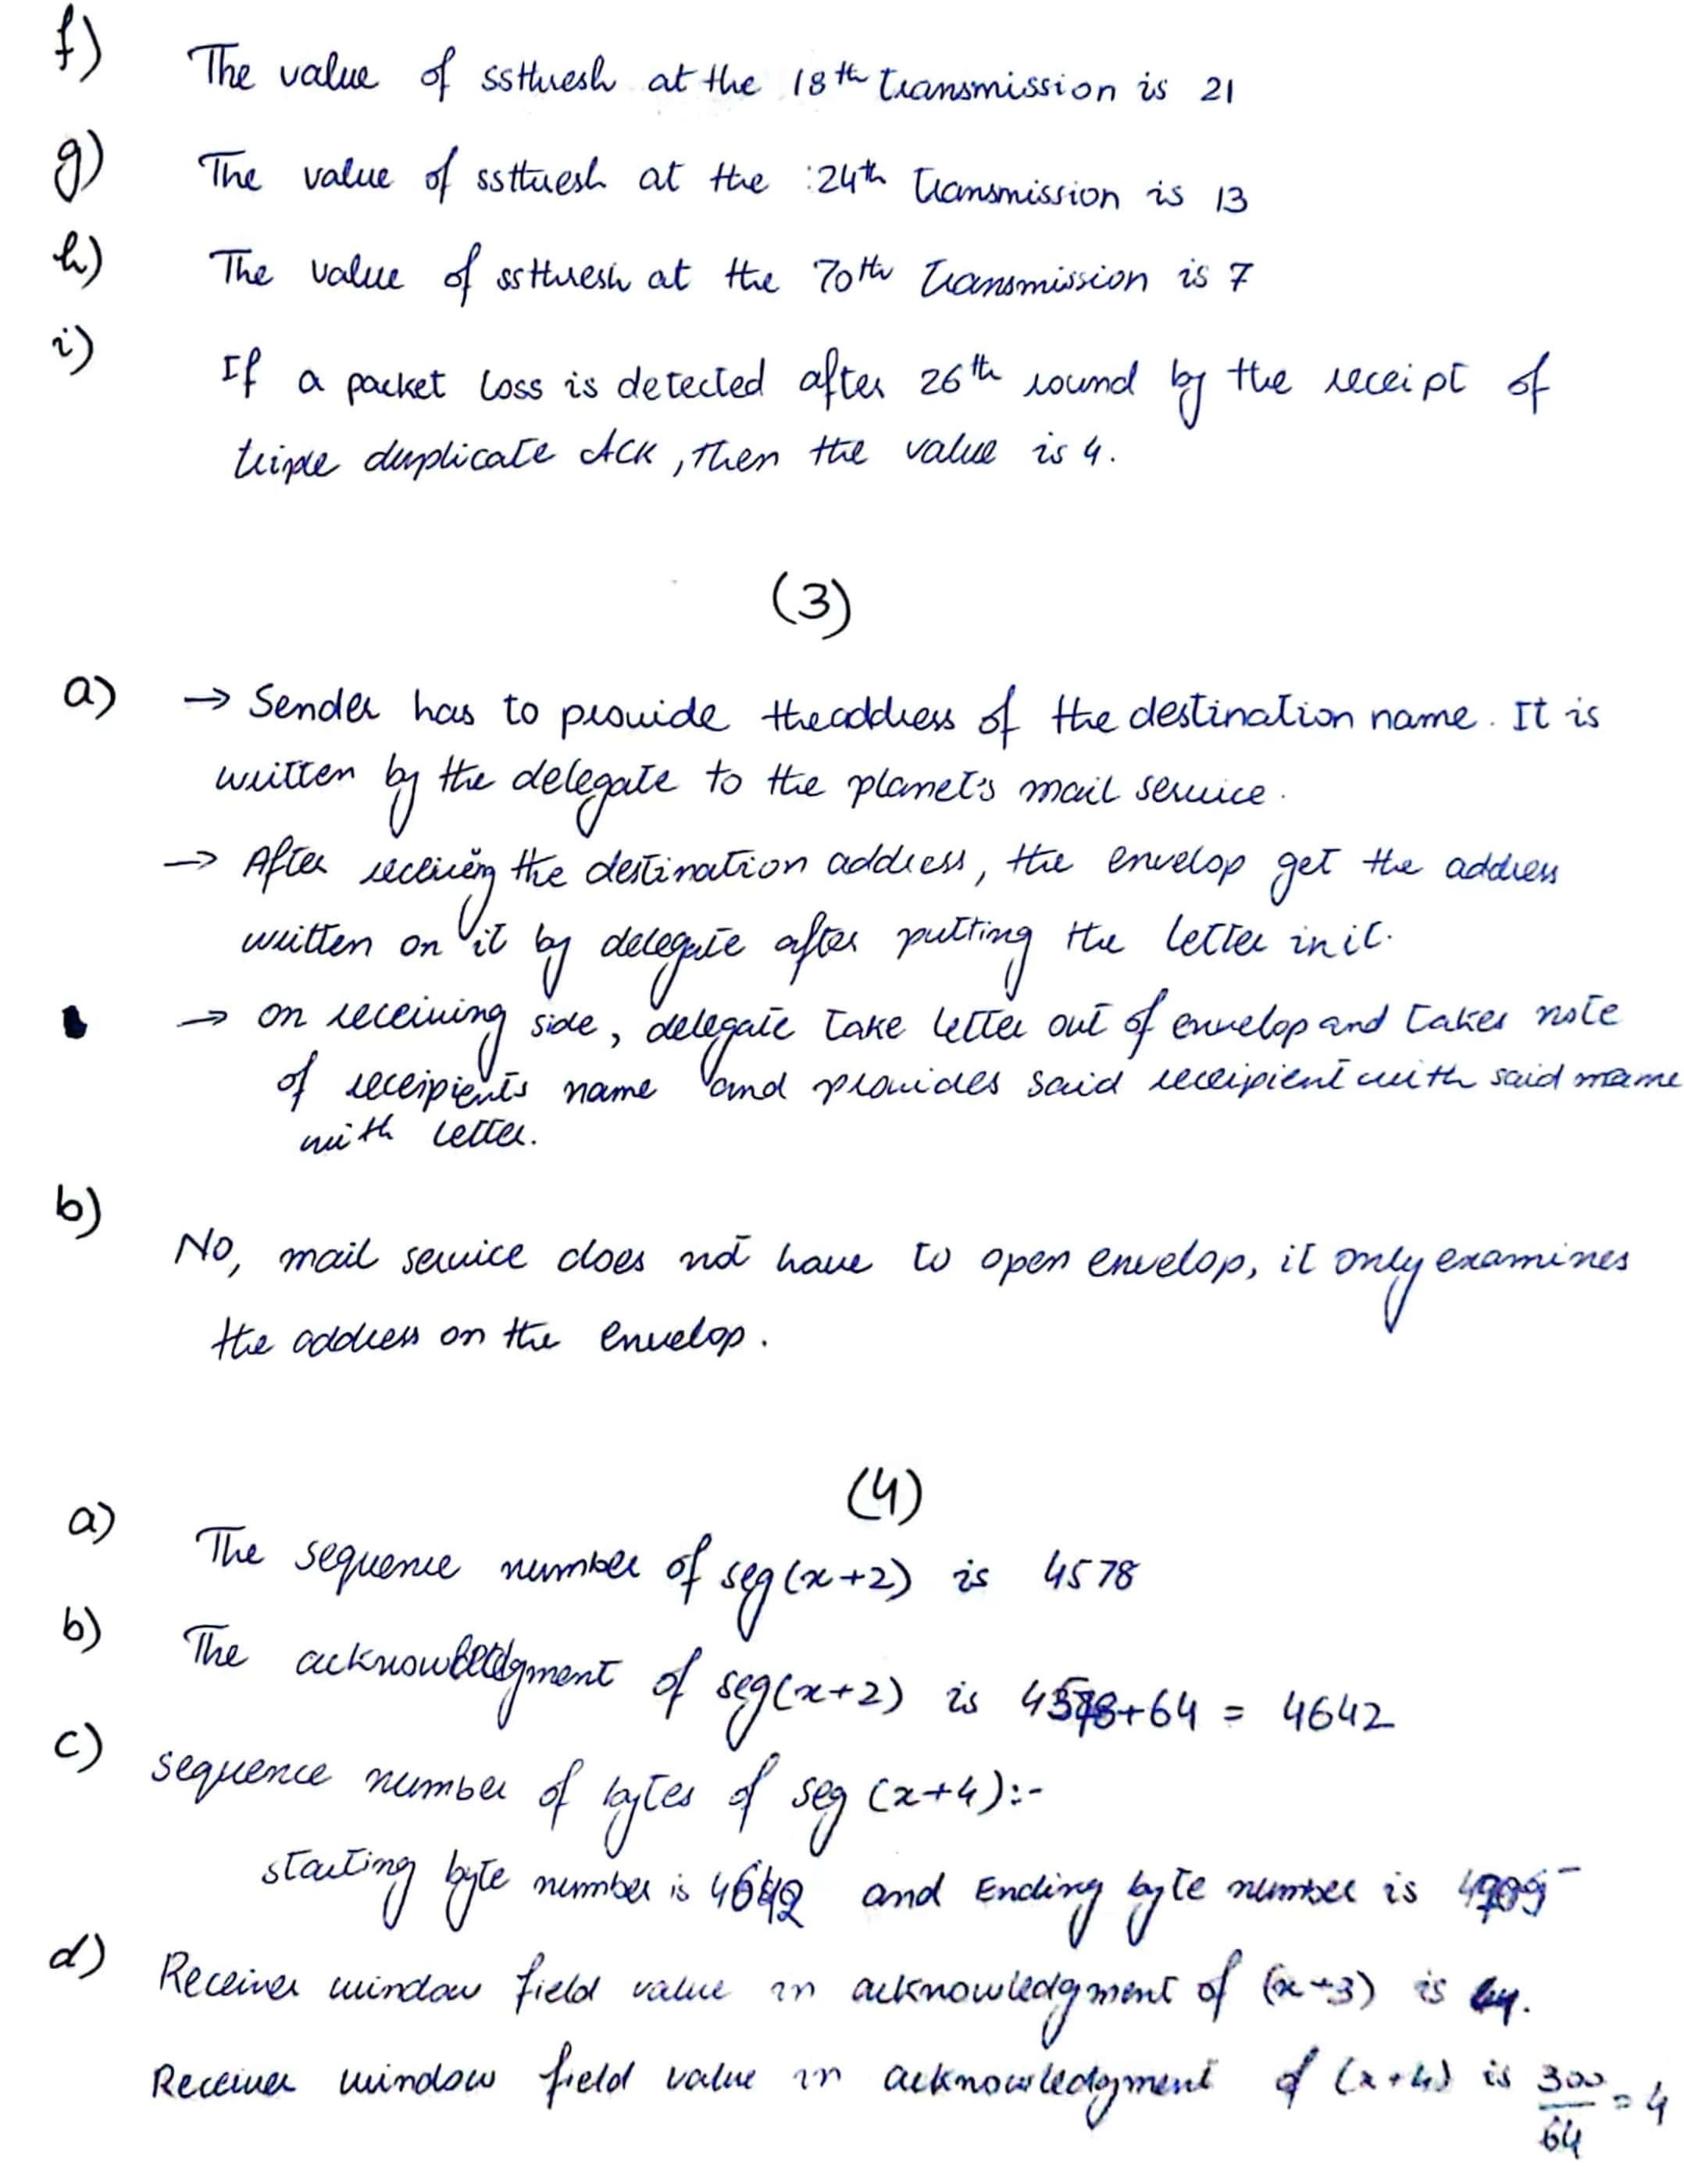 f) The value of ssthresh at the 18th transmission is 21
g) The value of ssthresh at the 24th transmission is 13
h) The value of ssthresh at the 70th transmission is 7
i) If a packet loss is detected after 26th round by the receipt of
triple duplicate ACK, then the value is 4.
(3)
a) → Sender has to provide the address of the destination name. It is
written by the delegate to the planet's mail service.
→ After receiving the destination address, the envelop get the address
written on it by delegate after putting the letter in it.
→ on receiving side, delegate take letter out of envelop and takes note
of receipients name and provides said receipient with said name
with letter.
b) No, mail service does not have to open envelop, it only examines
the address on the envelop.
(4)
a) The sequence number of seg(x+2) is 4578
b) The acknowledgment of seg(x+2) is 4578+64 = 4642
c) sequence number of bytes of seg (x+4):-
starting byte number is and Ending byte number is
d) Receiver window field value in acknowledgment of (x+3) is
Receiver window field value in acknowledgment of (x+4) is 300/64 = 4